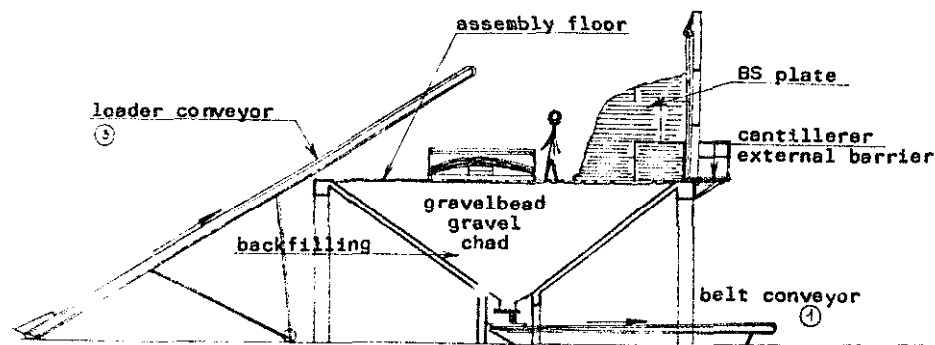 assembly floor
BS plate
loader conveyor
③
cantillerer
external barrier
gravelbead
gravel
chad
backfilling
belt conveyor
①